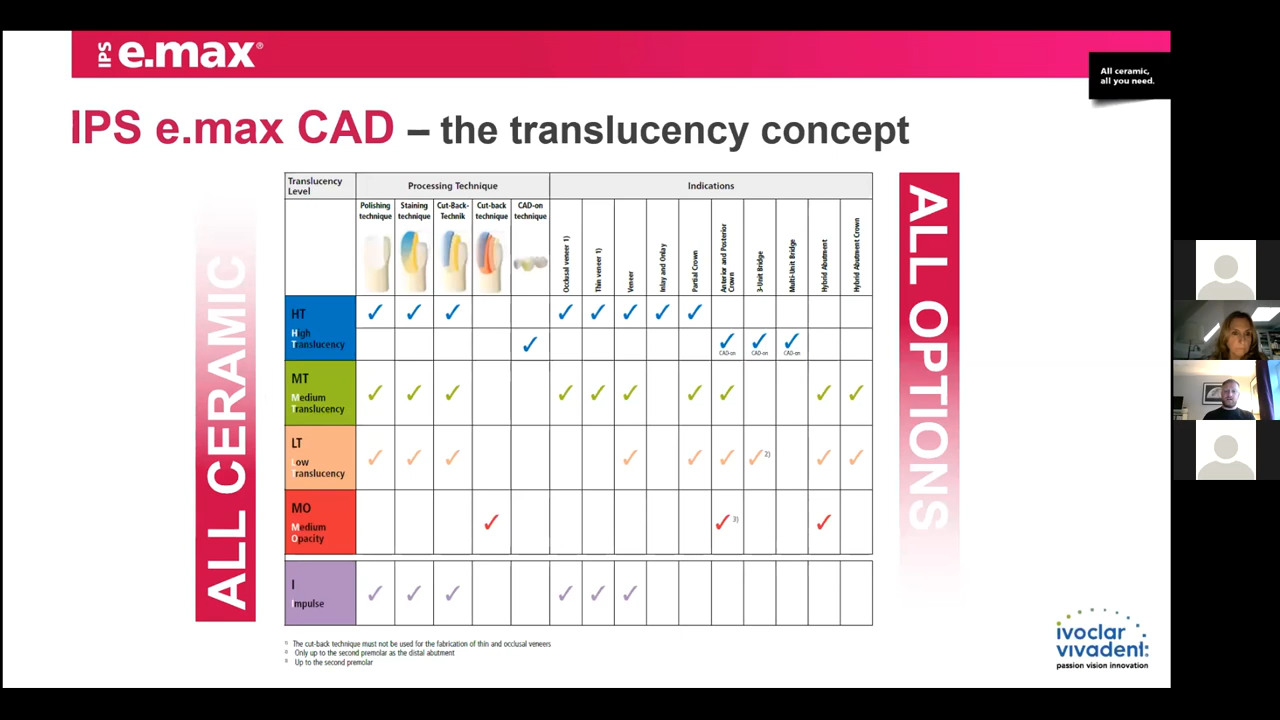 IPS e.max®
All ceramic,
all you need.
IPS e.max CAD – the translucency concept
ALL CERAMIC
ALL OPTIONS
Translucency
Level
Processing Technique
Indications
Polishing
technique
Staining
technique
Cut-Back-
Technik
Cut-back
technique
CAD-on
technique
Occlusal veneer 1)
Thin veneer 1)
Veneer
Inlay and Onlay
Partial Crown
Anterior and Posterior
Crown
3-Unit Bridge
Multi-Unit Bridge
Hybrid Abutment
Hybrid Abutment Crown
HT
High
Translucency
✓ ✓ ✓ ✓ ✓ ✓ ✓ ✓
✓ ✓ ✓ ✓
CAD-on CAD-on CAD-on
MT
Medium
Translucency
✓ ✓ ✓ ✓ ✓ ✓ ✓ ✓ ✓ ✓
LT
Low
Translucency
✓ ✓ ✓ ✓ ✓ ✓ ✓ 2) ✓ ✓
MO
Medium
Opacity
✓ ✓ 3) ✓
I
Impulse
✓ ✓ ✓ ✓ ✓ ✓
1) The cut-back technique must not be used for the fabrication of thin and occlusal veneers
2) Only up to the second premolar as the distal abutment
3) Up to the second premolar
ivoclar
vivadent:
passion vision innovation